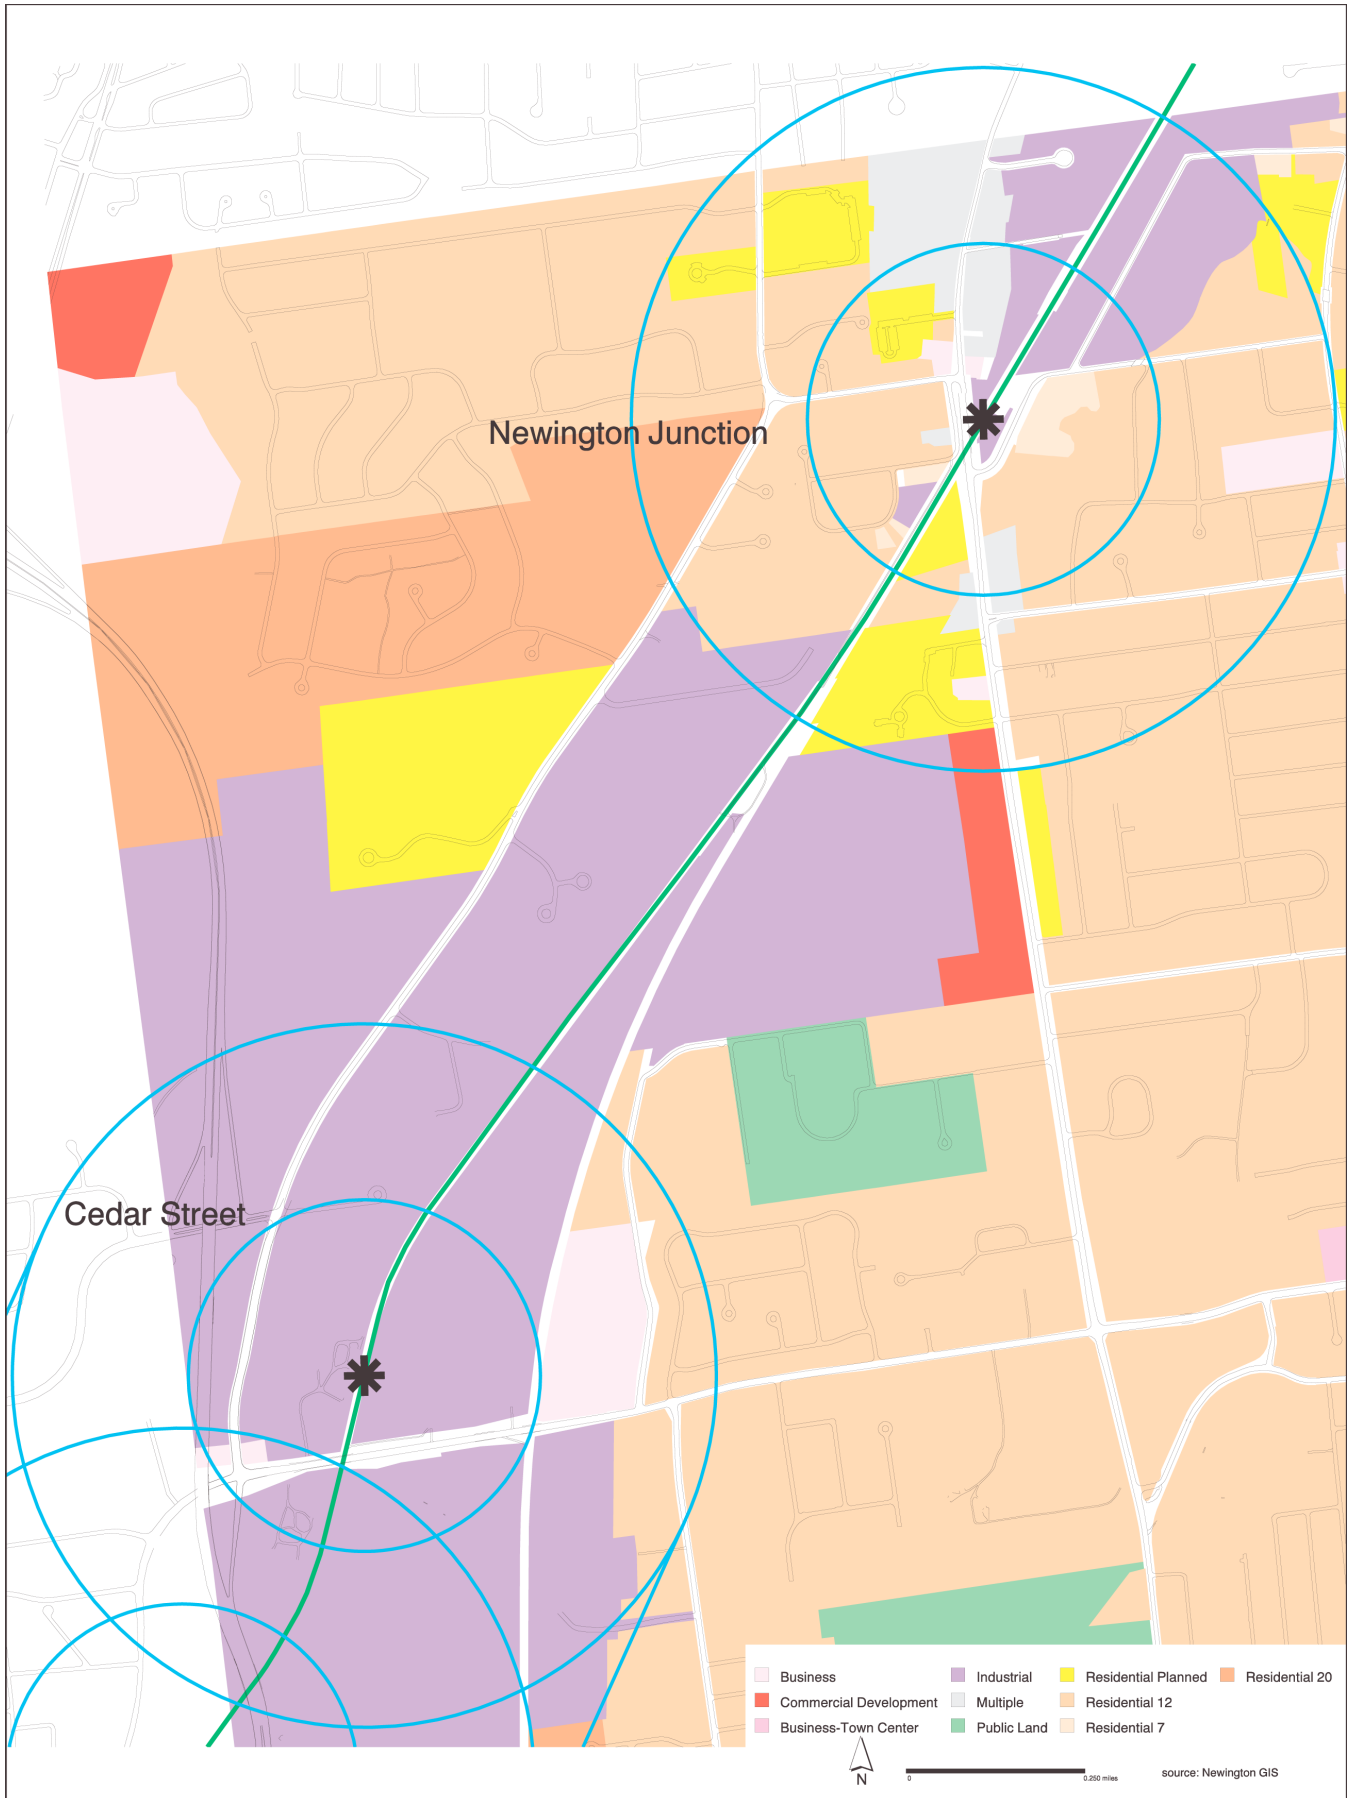 Newington Junction
Cedar Street
Business
Industrial
Residential Planned
Residential 20
Commercial Development
Multiple
Residential 12
Business-Town Center
Public Land
Residential 7
N
0
0.250 miles
source: Newington GIS